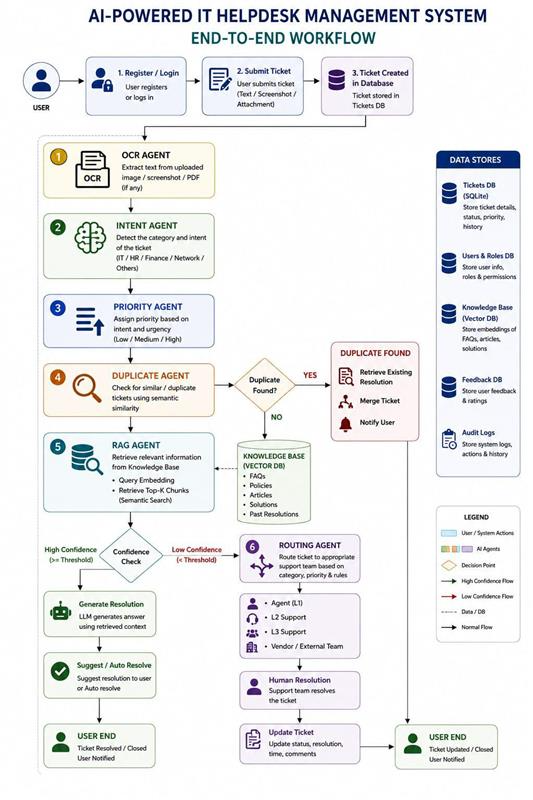 AI-POWERED IT HELPDESK MANAGEMENT SYSTEM
END-TO-END WORKFLOW
USER
1. Register / Login
User registers
or logs in
2. Submit Ticket
User submits ticket
(Text / Screenshot /
Attachment)
3. Ticket Created
in Database
Ticket stored in
Tickets DB
1
OCR
OCR AGENT
Extract text from uploaded
image / screenshot / PDF
(if any)
2
INTENT AGENT
Detect the category and intent
of the ticket
(IT / HR / Finance / Network /
Others)
3
PRIORITY AGENT
Assign priority based on
intent and urgency
(Low / Medium / High)
4
DUPLICATE AGENT
Check for similar / duplicate
tickets using semantic
similarity
Duplicate
Found?
YES
NO
DUPLICATE FOUND
Retrieve Existing
Resolution
Merge Ticket
Notify User
5
RAG AGENT
Retrieve relevant information
from Knowledge Base
• Query Embedding
• Retrieve Top-K Chunks
(Semantic Search)
KNOWLEDGE BASE
(VECTOR DB)
• FAQs
• Policies
• Articles
• Solutions
• Past Resolutions
High Confidence
(>= Threshold)
Confidence
Check
Low Confidence
(< Threshold)
6
ROUTING AGENT
Route ticket to appropriate
support team based on
category, priority & rules
• Agent (L1)
• L2 Support
• L3 Support
• Vendor / External Team
Generate Resolution
LLM generates answer
using retrieved context
Suggest / Auto Resolve
Suggest resolution to user
or Auto resolve
USER END
Ticket Resolved / Closed
User Notified
Human Resolution
Support team resolves
the ticket
Update Ticket
Update status, resolution,
time, comments
USER END
Ticket Updated / Closed
User Notified
DATA STORES
Tickets DB
(SQLite)
Store ticket details,
status, priority,
history
Users & Roles DB
Store user info,
roles & permissions
Knowledge Base
(Vector DB)
Store embeddings of
FAQs, articles,
solutions
Feedback DB
Store user feedback
& ratings
Audit Logs
Store system logs,
actions & history
LEGEND
User / System Actions
AI Agents
Decision Point
High Confidence Flow
Low Confidence Flow
Data / DB
Normal Flow